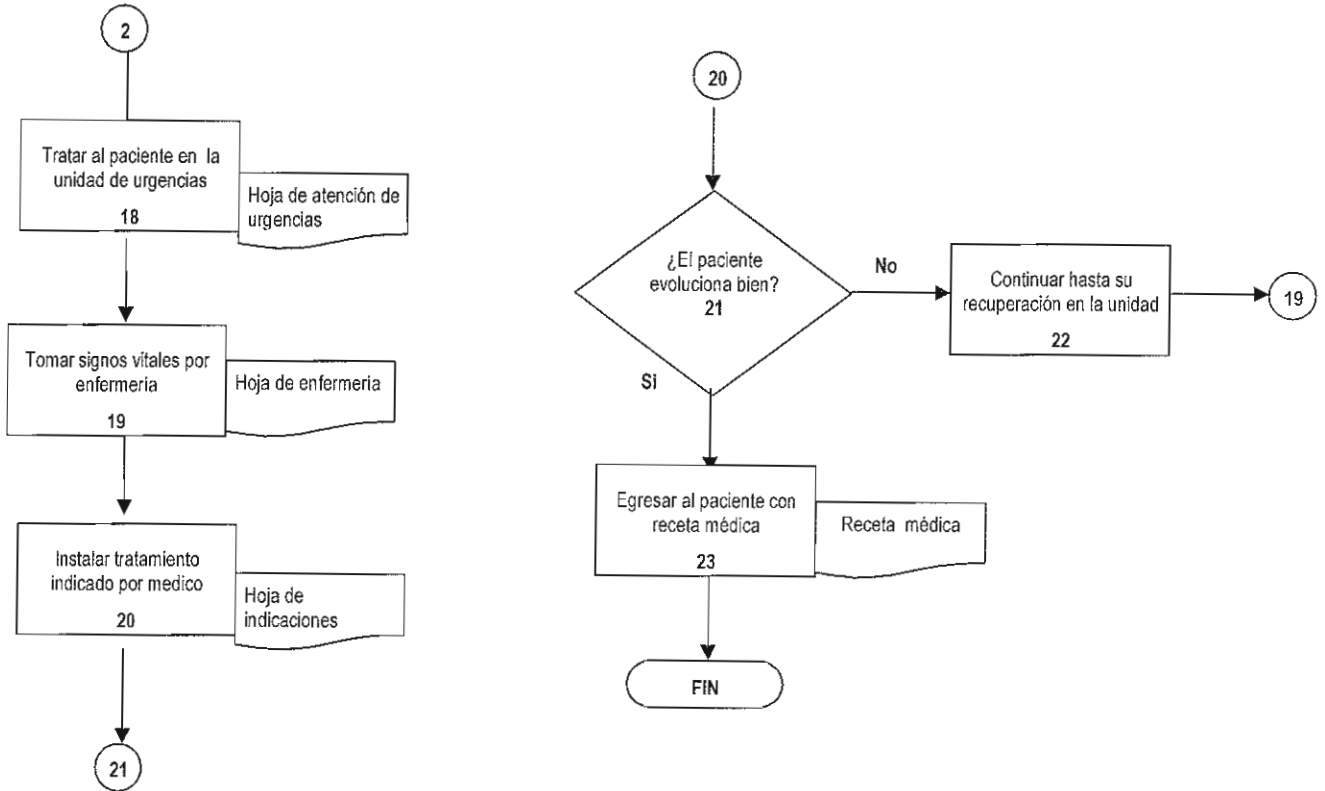 2
Tratar al paciente en la
unidad de urgencias
18
Hoja de atención de
urgencias
Tomar signos vitales por
enfermeria
19
Hoja de enfermeria
Instalar tratamiento
indicado por medico
20
Hoja de
indicaciones
21
20
¿El paciente
evoluciona bien?
21
No
Continuar hasta su
recuperación en la unidad
22
19
Si
Egresar al paciente con
receta médica
23
Receta médica
FIN